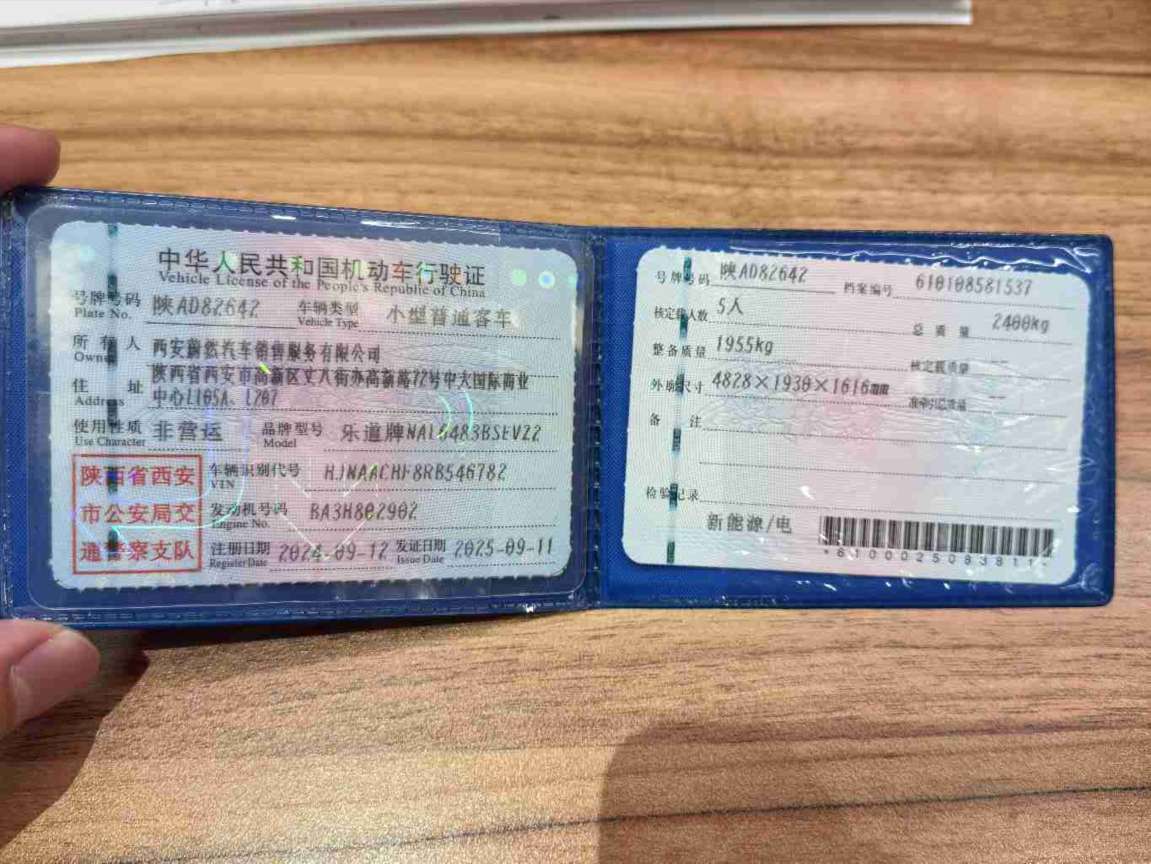 中华人民共和国机动车行驶证
Vehicle License of the People's Republic of China
号牌号码 陕AD82642 车辆类型 小型普通客车
Plate No. Vehicle Type
所有人 西安蔚然汽车销售服务有限公司
Owner
住址 陕西省西安市高新区丈八街办高新路72号中大国际商业
Address 中心L105A、L207
使用性质 非营运 品牌型号 乐道牌NAL6483BSEV22
Use Character Model
陕西省西安
市公安局交
通警察支队
车辆识别代号 HJNAACHF8RB546782
VIN
发动机号码 BA3H802902
Engine No.
注册日期 2024-09-12 发证日期 2025-09-11
Register Date Issue Date
号牌号码 陕AD82642 档案编号 610108581537
核定载人数 5人 总质量 2400kg
整备质量 1955kg 核定载质量
外廓尺寸 4828×1930×1616mm 准牵引总质量
备注
检验记录
新能源/电
*6100025083811*